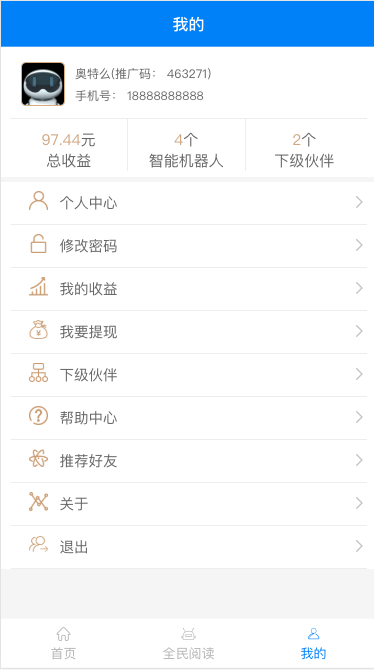 我的
奥特么(推广码： 463271)
手机号： 18888888888
97.44元
总收益
4个
智能机器人
2个
下级伙伴
个人中心
修改密码
我的收益
我要提现
下级伙伴
帮助中心
推荐好友
关于
退出
首页
全民阅读
我的